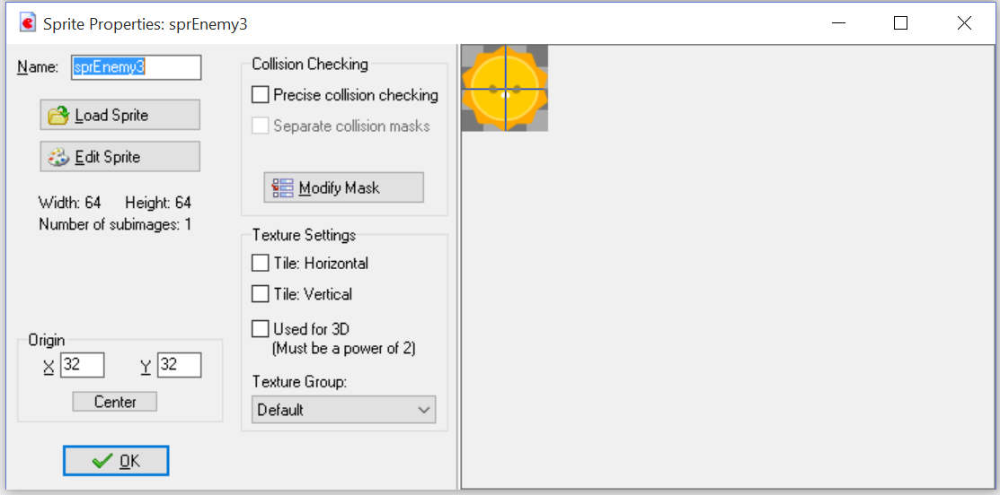 Sprite Properties: sprEnemy3
Name: sprEnemy3
Load Sprite
Edit Sprite
Width: 64 Height: 64
Number of subimages: 1
Origin
X 32 Y 32
Center
OK
Collision Checking
Precise collision checking
Separate collision masks
Modify Mask
Texture Settings
Tile: Horizontal
Tile: Vertical
Used for 3D
(Must be a power of 2)
Texture Group:
Default